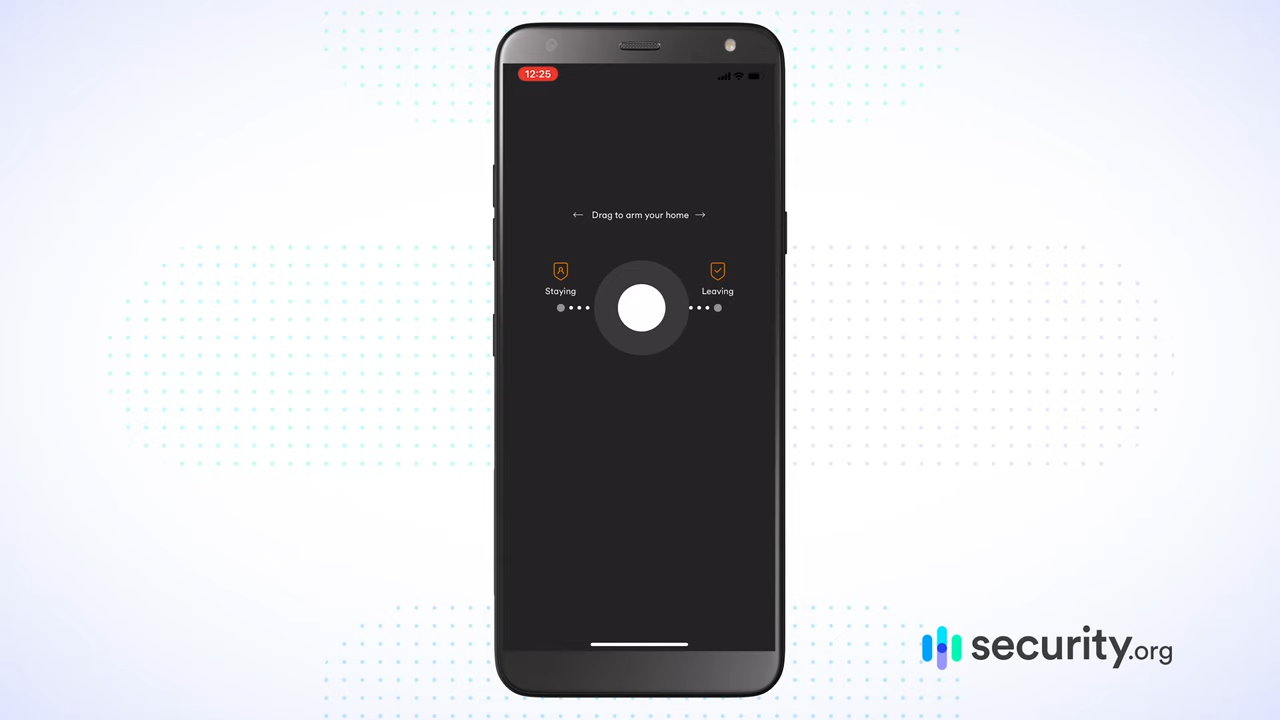 12:25
← Drag to arm your home →
Staying
Leaving
security.org